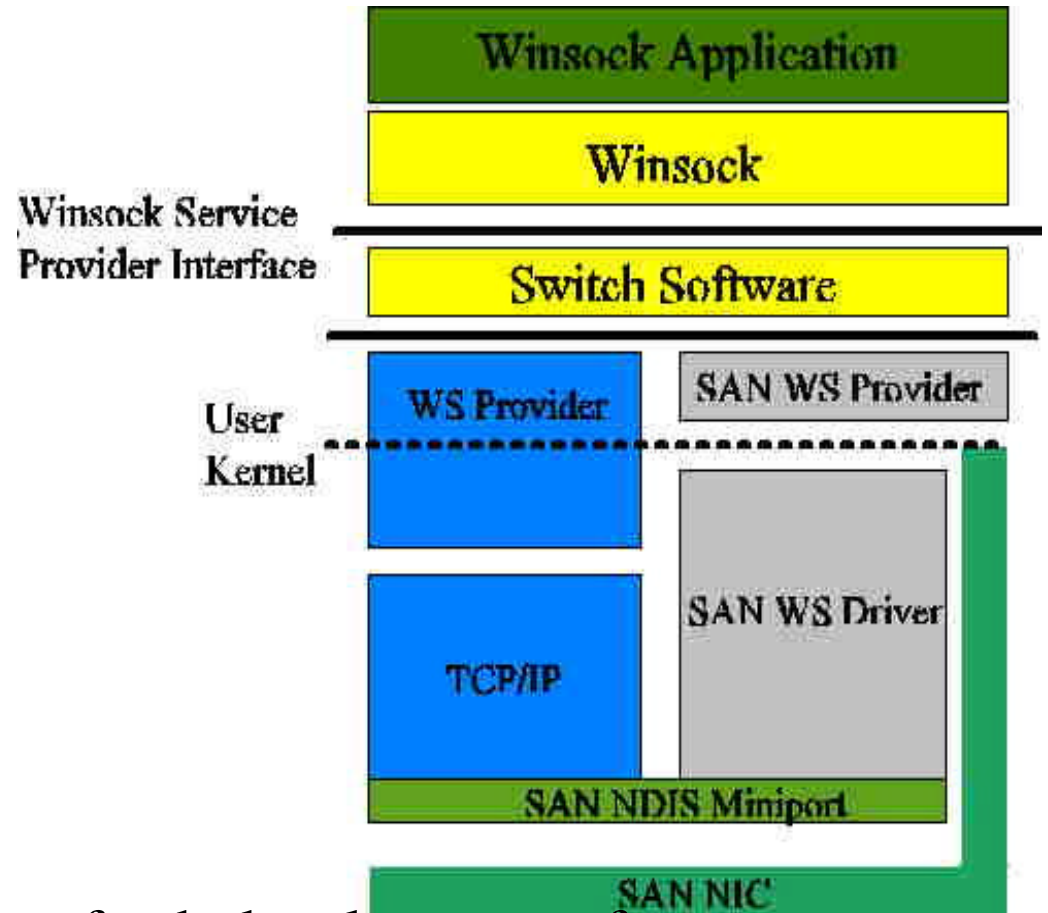 Winsock Application
Winsock
Winsock Service
Provider Interface
Switch Software
WS Provider
SAN WS Provider
User
Kernel
SAN WS Driver
TCP/IP
SAN NDIS Miniport
SAN NIC